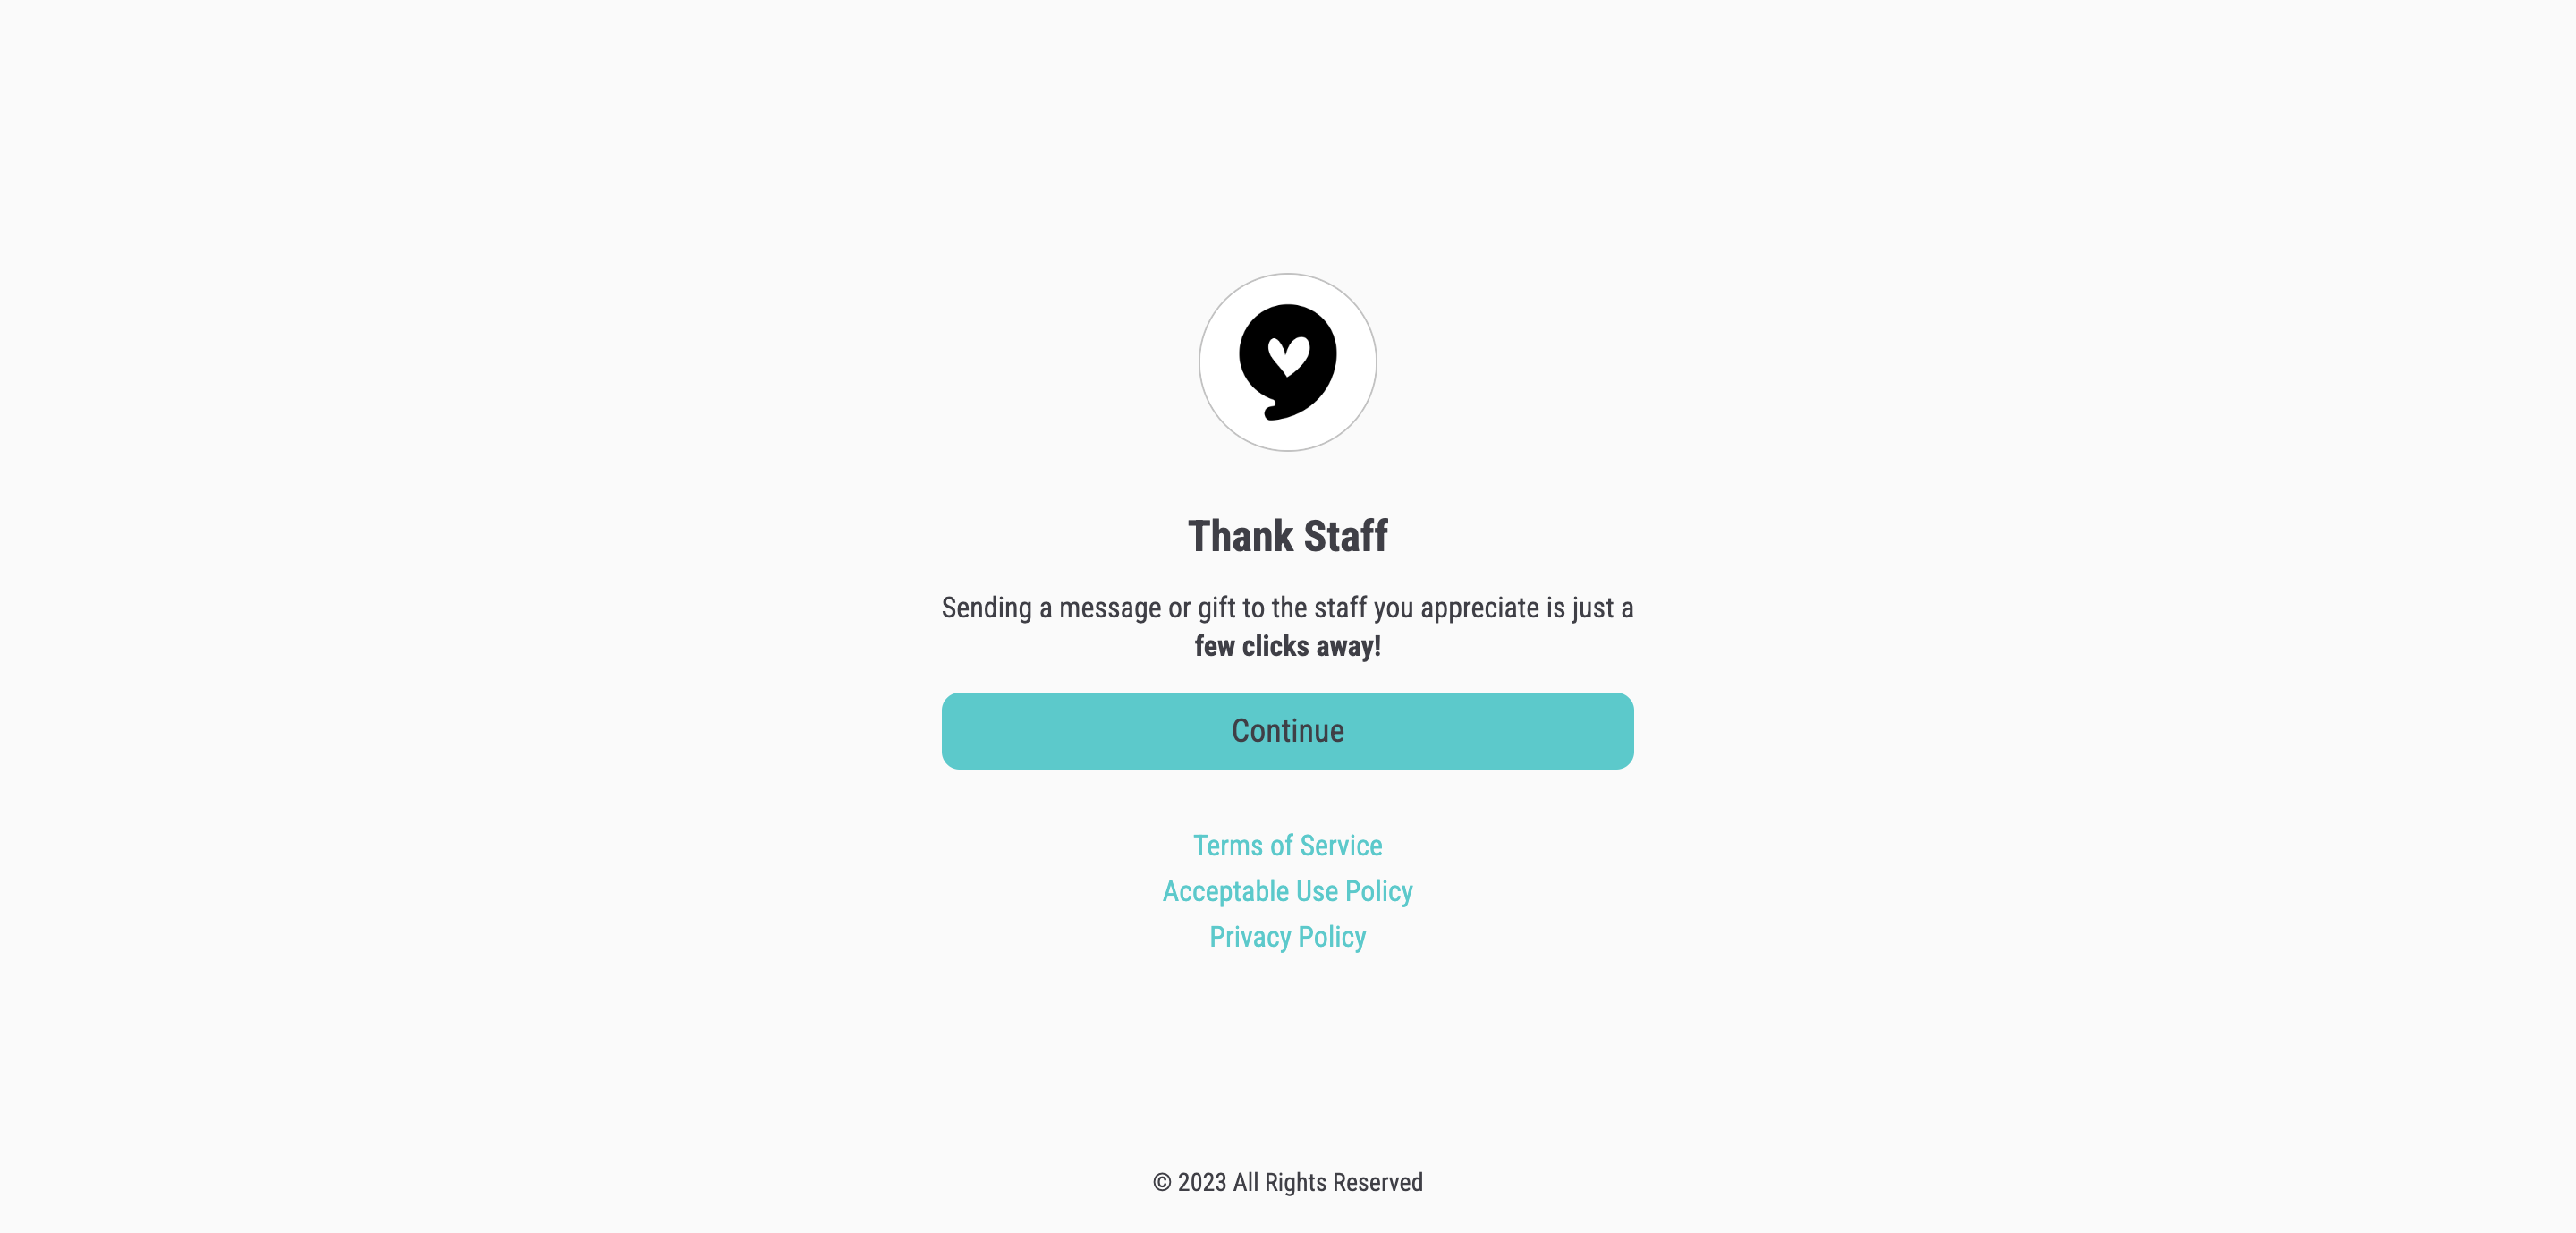 Thank Staff
Sending a message or gift to the staff you appreciate is just a
few clicks away!
Continue
Terms of Service
Acceptable Use Policy
Privacy Policy
© 2023 All Rights Reserved